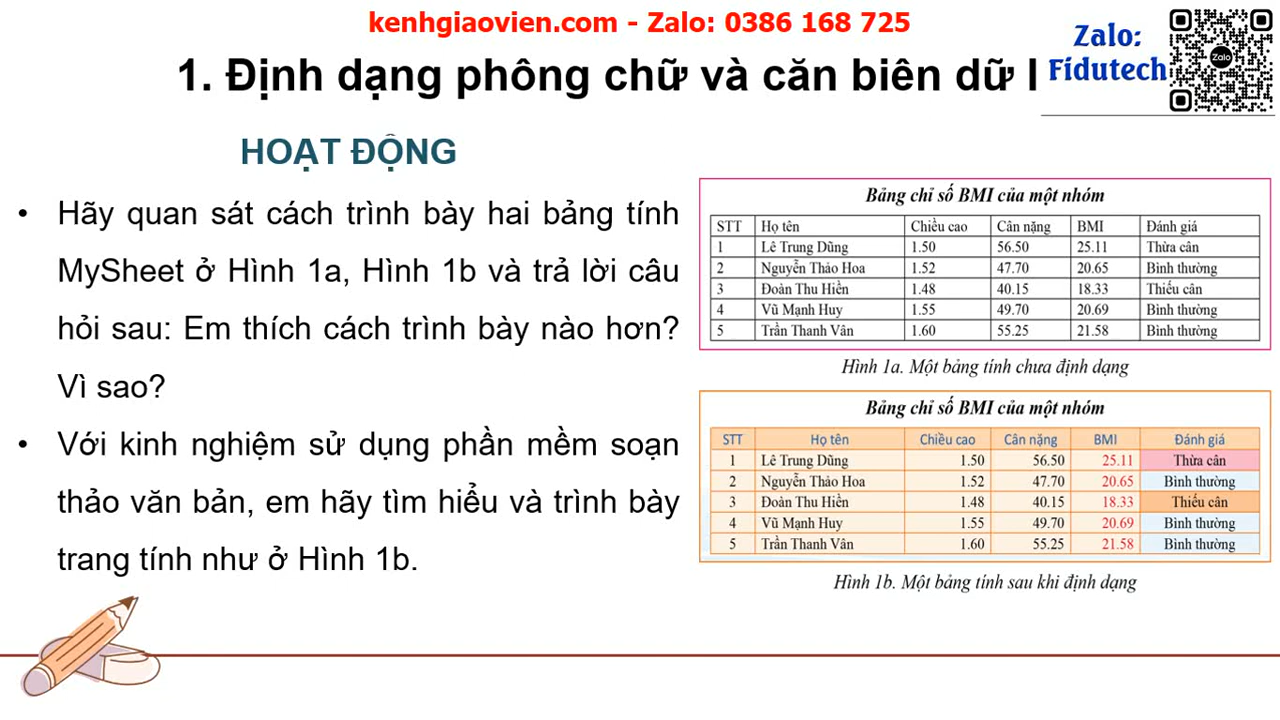 kenhgiaovien.com - Zalo: 0386 168 725
Zalo:
Fidutech
Zalo
1. Định dạng phông chữ và căn biên dữ l
HOẠT ĐỘNG
• Hãy quan sát cách trình bày hai bảng tính
MySheet ở Hình 1a, Hình 1b và trả lời câu
hỏi sau: Em thích cách trình bày nào hơn?
Vì sao?
• Với kinh nghiệm sử dụng phần mềm soạn
thảo văn bản, em hãy tìm hiểu và trình bày
trang tính như ở Hình 1b.
Bảng chỉ số BMI của một nhóm
STT Họ tên Chiều cao Cân nặng BMI Đánh giá
1 Lê Trung Dũng 1.50 56.50 25.11 Thừa cân
2 Nguyễn Thảo Hoa 1.52 47.70 20.65 Bình thường
3 Đoàn Thu Hiền 1.48 40.15 18.33 Thiếu cân
4 Vũ Mạnh Huy 1.55 49.70 20.69 Bình thường
5 Trần Thanh Vân 1.60 55.25 21.58 Bình thường
Hình 1a. Một bảng tính chưa định dạng
Bảng chỉ số BMI của một nhóm
STT Họ tên Chiều cao Cân nặng BMI Đánh giá
1 Lê Trung Dũng 1.50 56.50 25.11 Thừa cân
2 Nguyễn Thảo Hoa 1.52 47.70 20.65 Bình thường
3 Đoàn Thu Hiền 1.48 40.15 18.33 Thiếu cân
4 Vũ Mạnh Huy 1.55 49.70 20.69 Bình thường
5 Trần Thanh Vân 1.60 55.25 21.58 Bình thường
Hình 1b. Một bảng tính sau khi định dạng